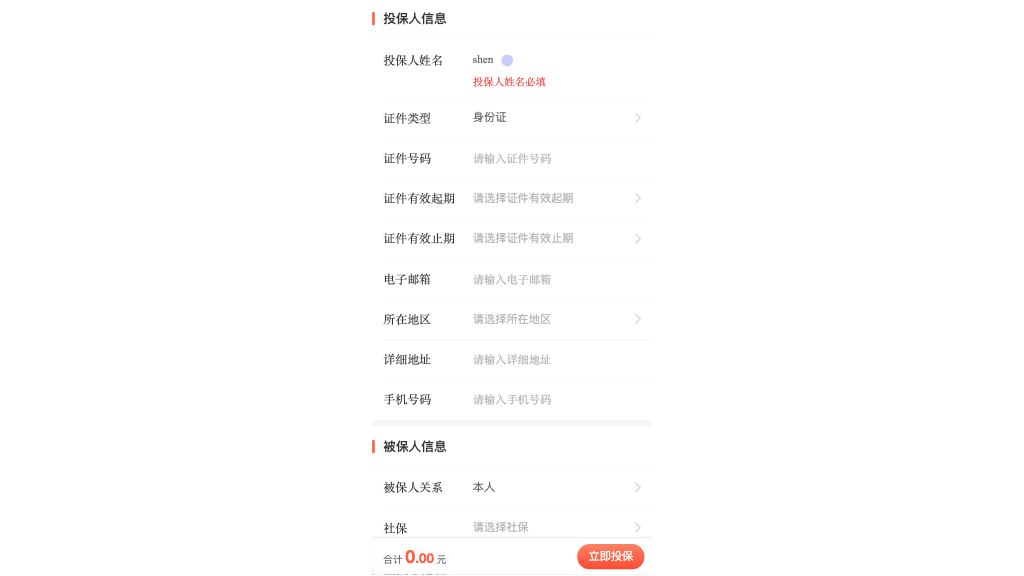 投保人信息
投保人姓名 shen
投保人姓名必填
证件类型 身份证
证件号码 请输入证件号码
证件有效起期 请选择证件有效起期
证件有效止期 请选择证件有效止期
电子邮箱 请输入电子邮箱
所在地区 请选择所在地区
详细地址 请输入详细地址
手机号码 请输入手机号码
被保人信息
被保人关系 本人
社保 请选择社保
合计 0.00 元 立即投保